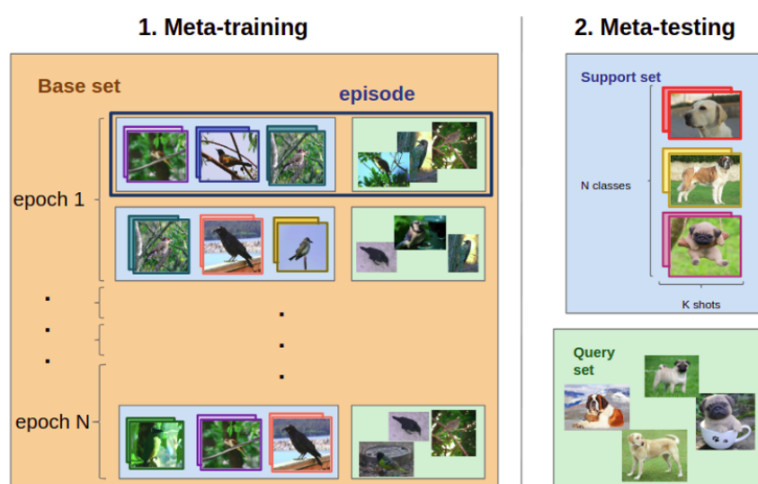 1. Meta-training
2. Meta-testing
Base set
episode
epoch 1
epoch N
Support set
N classes
K shots
Query
set